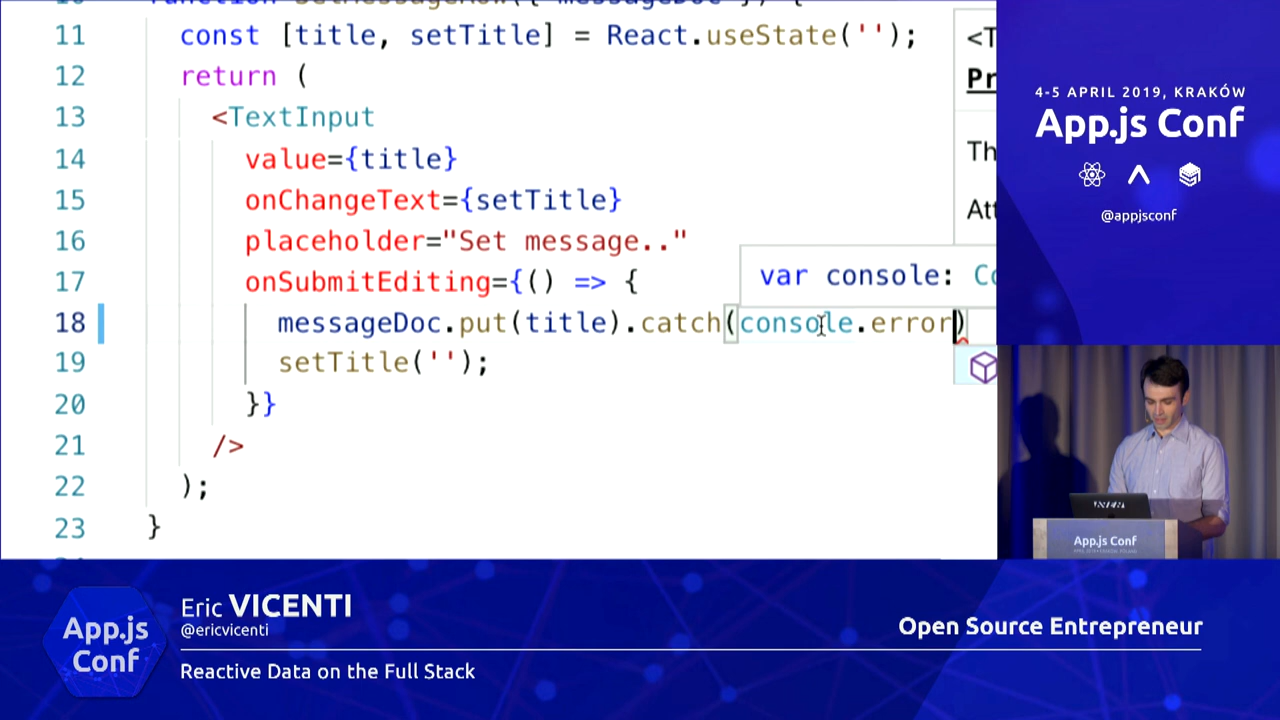 11 const [title, setTitle] = React.useState('');
12 return (
13 <TextInput
14 value={title}
15 onChangeText={setTitle}
16 placeholder="Set message.."
17 onSubmitEditing={() => {
18 messageDoc.put(title).catch(console.error)
19 setTitle('');
20 }}
21 />
22 );
23 }
<T
Pr
Th
Att
var console: Co
4-5 APRIL 2019, KRAKÓW
App.js Conf
@appjsconf
App.js Conf
App.js
Conf
Eric VICENTI
@ericvicenti
Reactive Data on the Full Stack
Open Source Entrepreneur